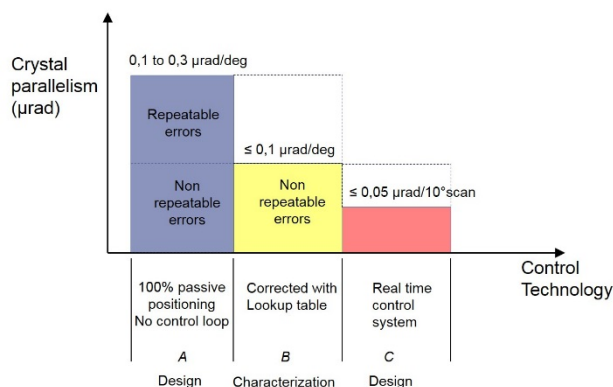 Crystal
parallelism
(µrad)
0,1 to 0,3 µrad/deg
Repeatable
errors
≤ 0,1 µrad/deg
Non
repeatable
errors
Non
repeatable
errors
≤ 0,05 µrad/10°scan
Control
Technology
100% passive
positioning
No control loop
Corrected with
Lookup table
Real time
control
system
A
B
C
Design
Characterization
Design